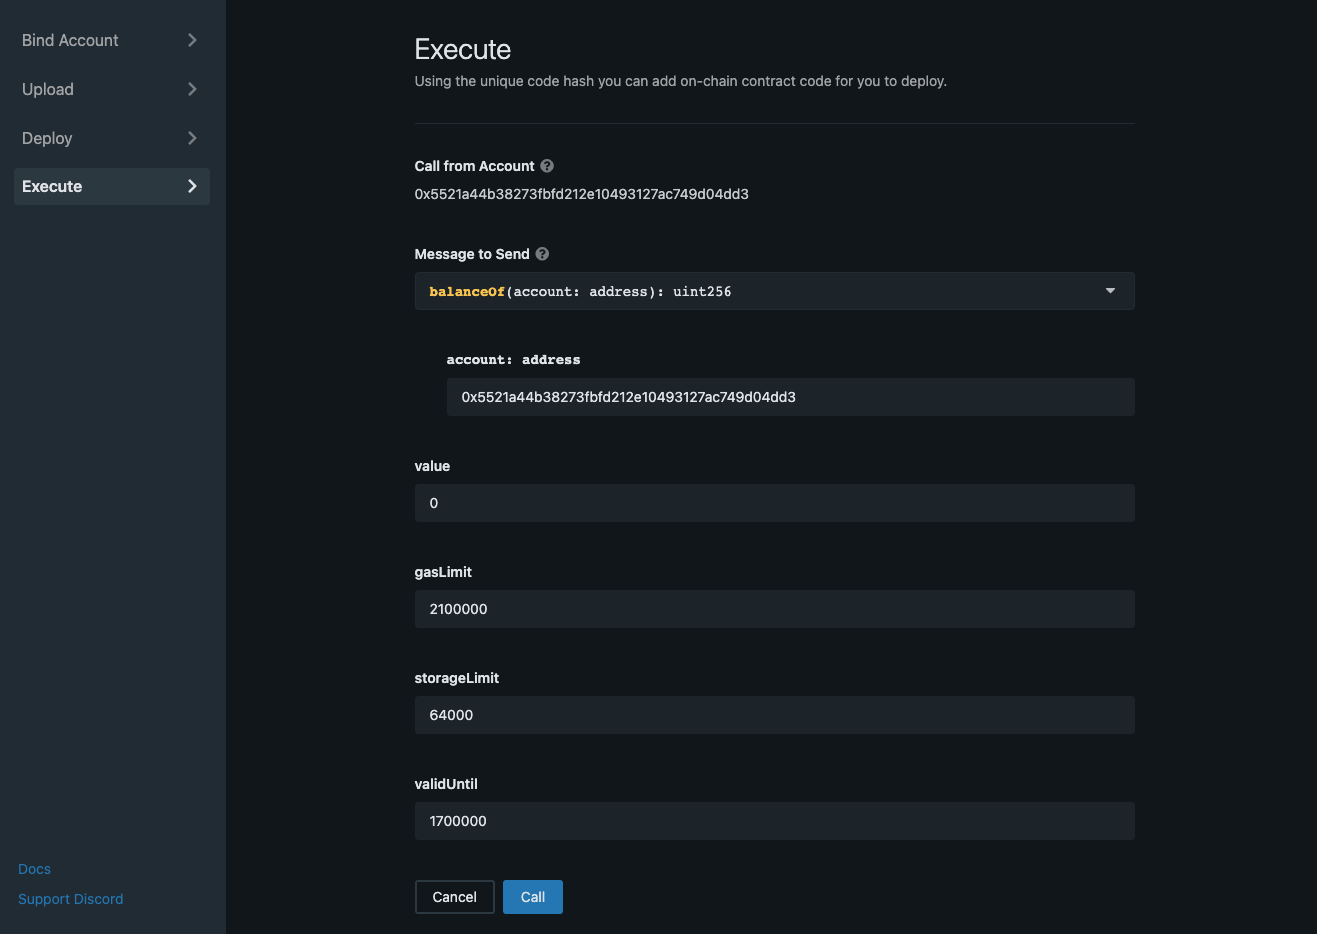 Bind Account
Upload
Deploy
Execute
Docs
Support Discord
Execute
Using the unique code hash you can add on-chain contract code for you to deploy.
Call from Account
0x5521a44b38273fbfd212e10493127ac749d04dd3
Message to Send
balanceOf(account: address): uint256
account: address
0x5521a44b38273fbfd212e10493127ac749d04dd3
value
0
gasLimit
2100000
storageLimit
64000
validUntil
1700000
Cancel
Call